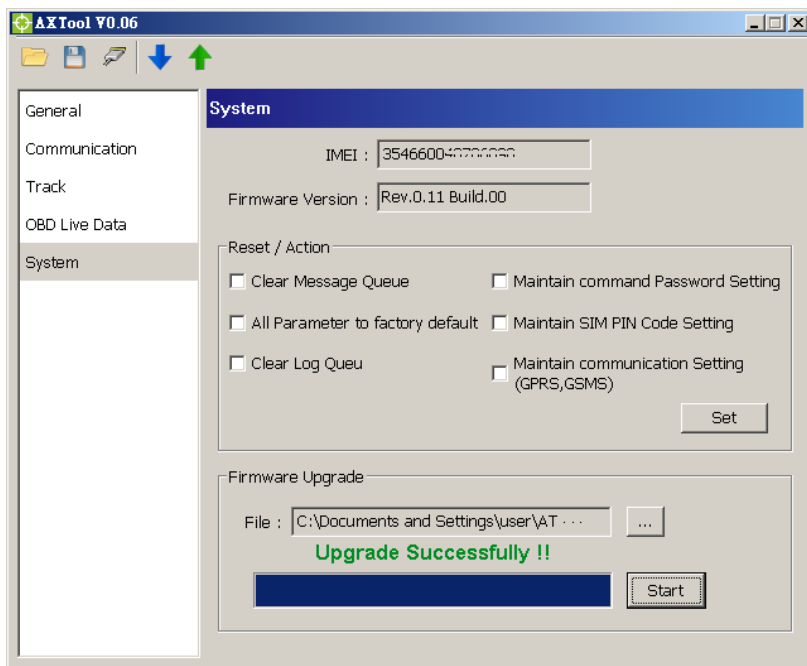 AXTool V0.06
General
Communication
Track
OBD Live Data
System
System
IMEI : 354660
Firmware Version : Rev.0.11 Build.00
Reset / Action
Clear Message Queue
Maintain command Password Setting
All Parameter to factory default
Maintain SIM PIN Code Setting
Clear Log Queu
Maintain communication Setting
(GPRS,GSMS)
Set
Firmware Upgrade
File : C:\Documents and Settings\user\AT ··· ...
Upgrade Successfully !!
Start